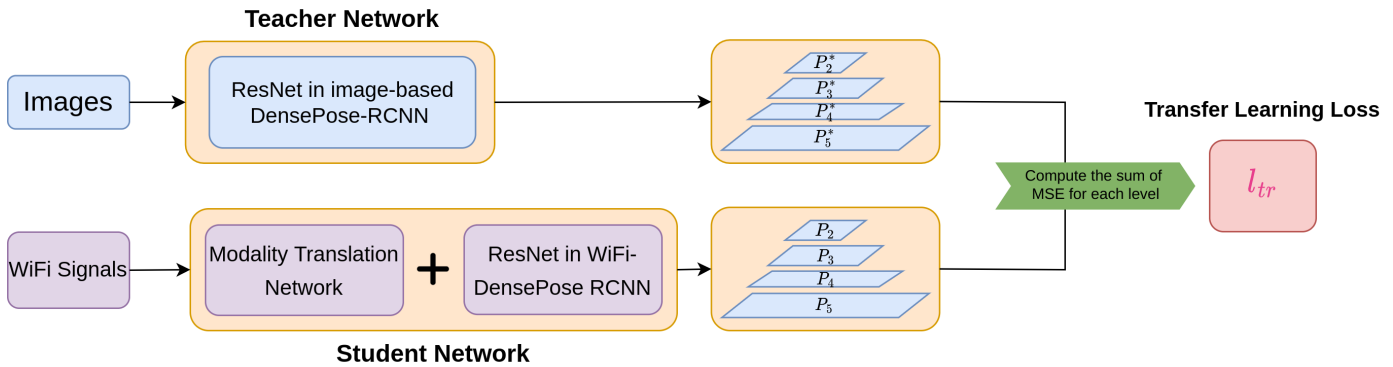 Teacher Network
Images
ResNet in image-based
DensePose-RCNN
P₂*
P₃*
P₄*
P₅*
Transfer Learning Loss
Compute the sum of
MSE for each level
lₜᵣ
WiFi Signals
Modality Translation
Network
+
ResNet in WiFi-
DensePose RCNN
P₂
P₃
P₄
P₅
Student Network